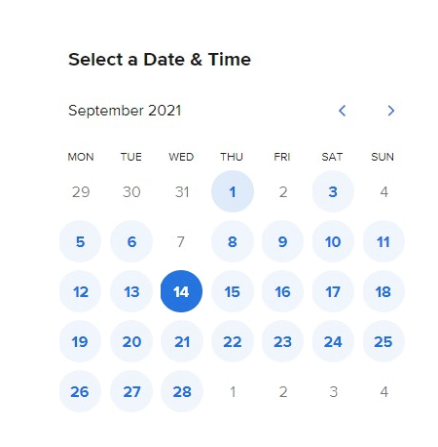 Select a Date & Time
September 2021
MON TUE WED THU FRI SAT SUN
29 30 31 1 2 3 4
5 6 7 8 9 10 11
12 13 14 15 16 17 18
19 20 21 22 23 24 25
26 27 28 1 2 3 4